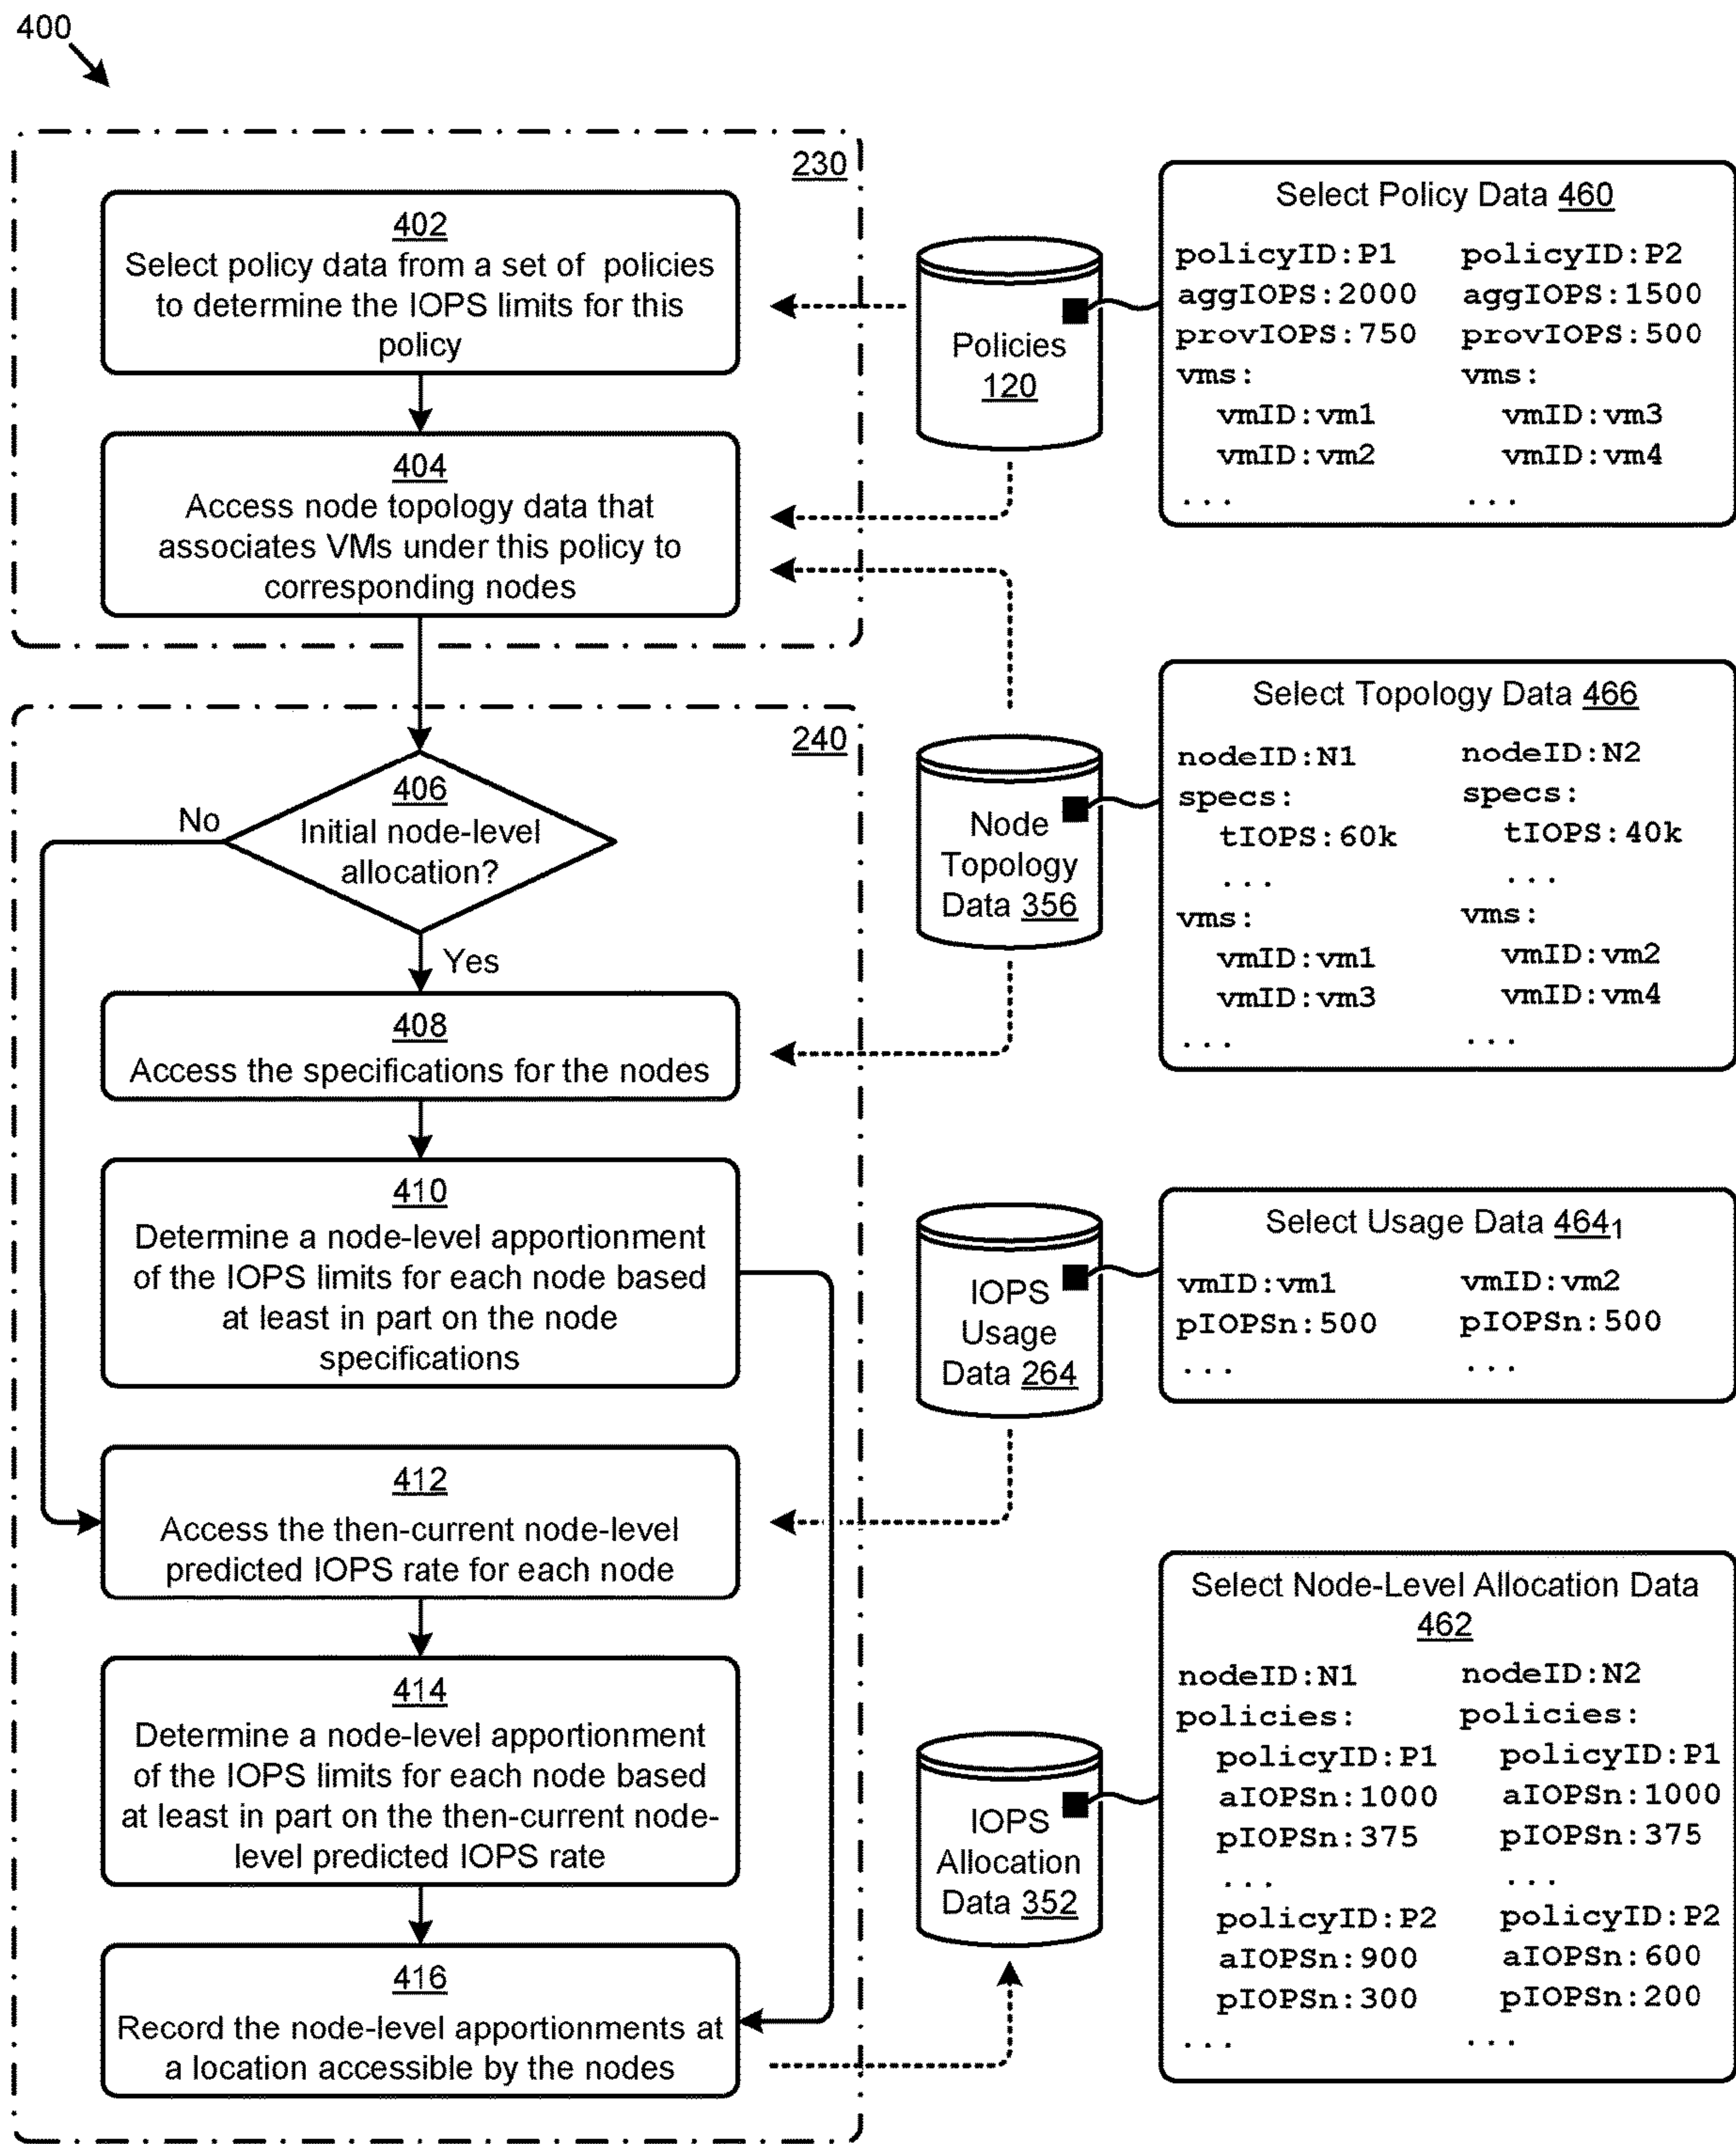 400
230
402
Select policy data from a set of policies
to determine the IOPS limits for this
policy
404
Access node topology data that
associates VMs under this policy to
corresponding nodes
240
406
Initial node-level
allocation?
No
Yes
408
Access the specifications for the nodes
410
Determine a node-level apportionment
of the IOPS limits for each node based
at least in part on the node
specifications
412
Access the then-current node-level
predicted IOPS rate for each node
414
Determine a node-level apportionment
of the IOPS limits for each node based
at least in part on the then-current node-
level predicted IOPS rate
416
Record the node-level apportionments at
a location accessible by the nodes
Policies
120
Node
Topology
Data 356
IOPS
Usage
Data 264
IOPS
Allocation
Data 352
Select Policy Data 460
policyID:P1 policyID:P2
aggIOPS:2000 aggIOPS:1500
provIOPS:750 provIOPS:500
vms: vms:
vmID:vm1 vmID:vm3
vmID:vm2 vmID:vm4
... ...
Select Topology Data 466
nodeID:N1 nodeID:N2
specs: specs:
tIOPS:60k tIOPS:40k
... ...
vms: vms:
vmID:vm1 vmID:vm2
vmID:vm3 vmID:vm4
... ...
Select Usage Data 464₁
vmID:vm1 vmID:vm2
pIOPSn:500 pIOPSn:500
... ...
Select Node-Level Allocation Data
462
nodeID:N1 nodeID:N2
policies: policies:
policyID:P1 policyID:P1
aIOPSn:1000 aIOPSn:1000
pIOPSn:375 pIOPSn:375
... ...
policyID:P2 policyID:P2
aIOPSn:900 aIOPSn:600
pIOPSn:300 pIOPSn:200
... ...